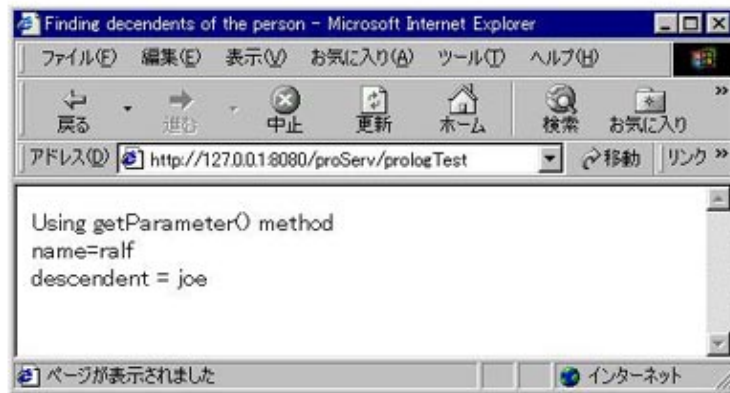 Finding decendents of the person - Microsoft Internet Explorer
ファイル(F) 編集(E) 表示(V) お気に入り(A) ツール(T) ヘルプ(H)
戻る 進む 中止 更新 ホーム 検索 お気に入り »
アドレス(D) http://127.0.0.1:8080/proServ/prologTest 移動 リンク »
Using getParameter() method
name=ralf
descendent = joe
ページが表示されました インターネット